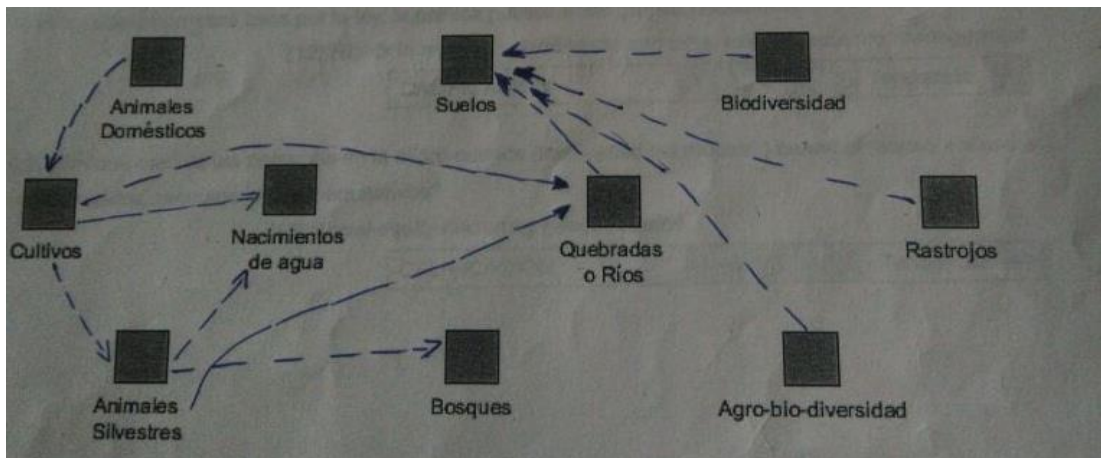 Animales
Domésticos
Suelos
Biodiversidad
Cultivos
Nacimientos
de agua
Quebradas
o Ríos
Rastrojos
Animales
Silvestres
Bosques
Agro-bio-diversidad